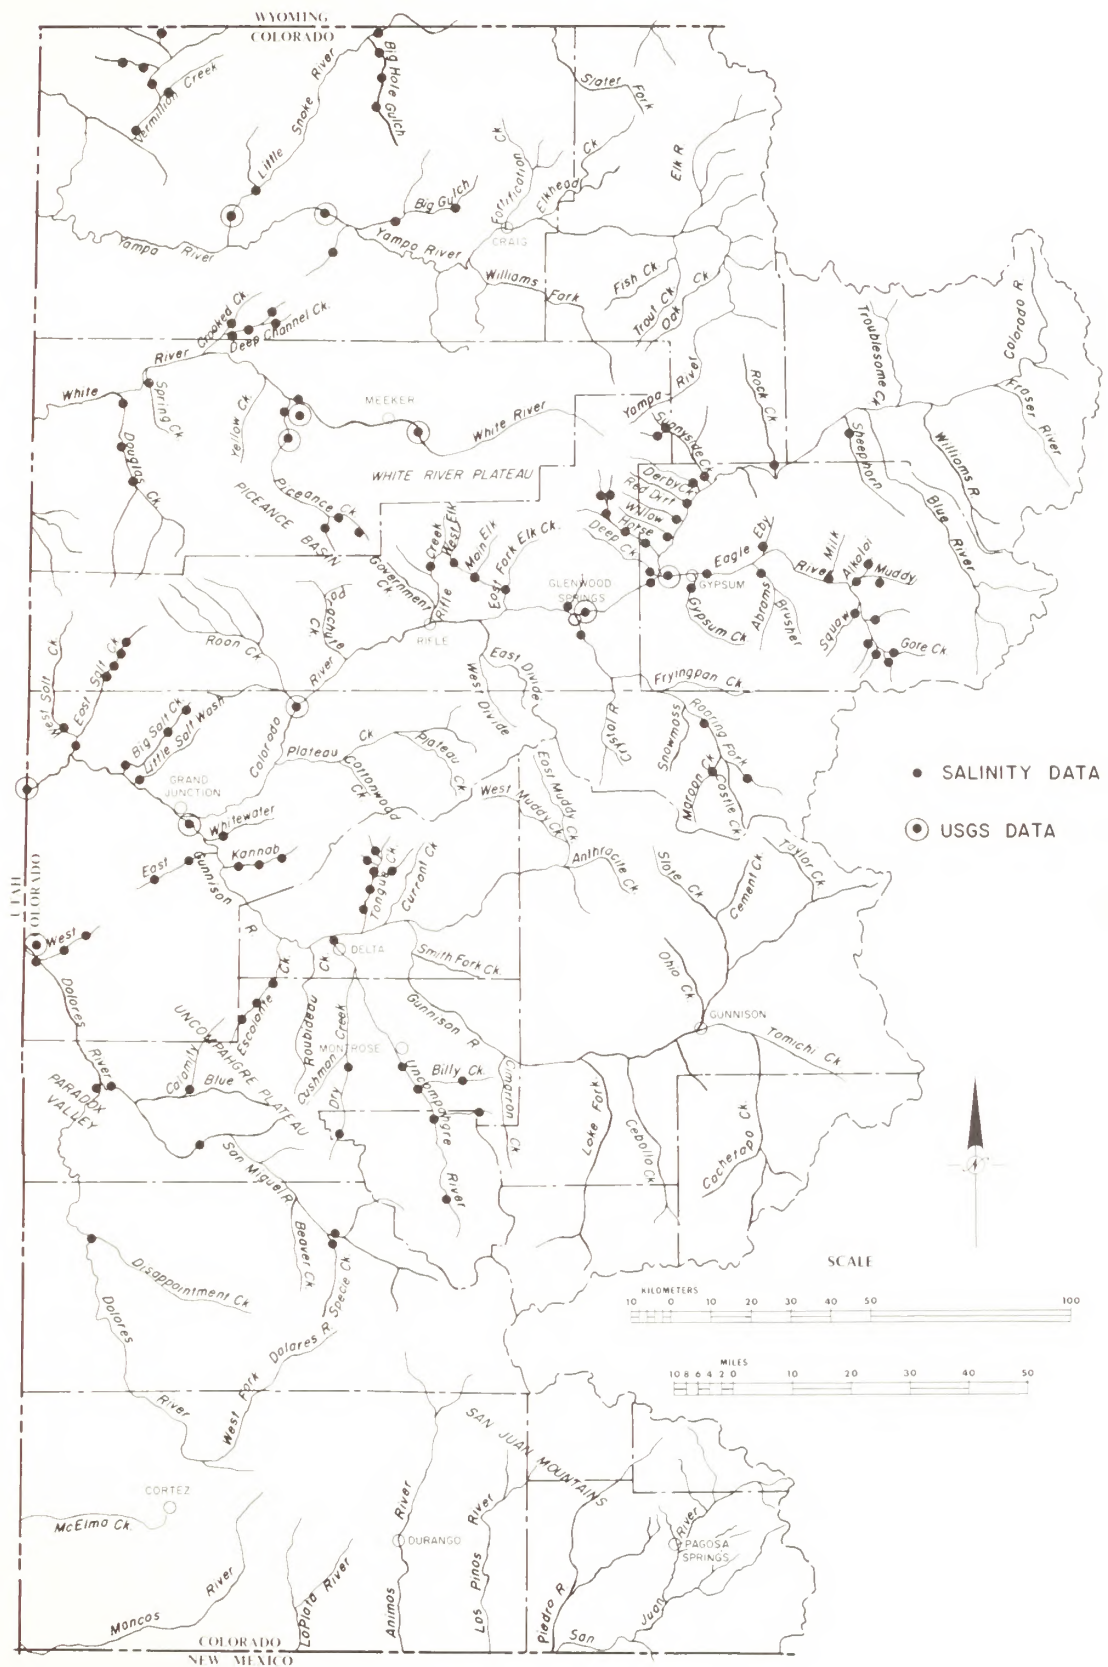 WYOMING
COLORADO
Vermillion Creek
Little Snake River
Big Hole Gulch
Slater Fork
Elk R
Fortification Ck
Elkhead Ck
Big Gulch
CRAIG
Yampa River
Yampa River
Williams Fork
Fish Ck.
Trout Ck
Oak Ck
Crooked Ck.
Deep Channel Ck.
White River
Spring Ck
Yellow Ck.
MEEKER
White River
Yampa River
Rock Ck
Troublesome Ck
Colorado R.
Fraser River
Williams R.
Blue River
Sheephorn
Sunnyside Ck
WHITE RIVER PLATEAU
Douglas Ck.
Piceance Ck
PICEANCE BASIN
Derby Ck
Red Dirt
Willow
Horse
Deep Ck
Government Ck
Rifle Creek
West Elk
Main Elk
East Fork Elk Ck.
Eagle River
Eby
Milk
Alkalai
Muddy
GLENWOOD SPRINGS
GYPSUM
Gypsum Ck
Abrams
Brusher
Squaw
Gore Ck
Parachute Ck
RIFLE
Roan Ck
West Salt Ck
East Salt Ck
East Divide
West Divide
Fryingpan Ck
Crystal R
Snowmass
Roaring Fork
Maroon Ck
Castle Ck
Big Salt Ck.
Little Salt Wash
Colorado River
Plateau Ck
Plateau Ck
Cottonwood Ck
West Muddy Ck
East Muddy Ck
GRAND JUNCTION
Whitewater
SALINITY DATA
USGS DATA
East
Kannah
Gunnison R
Tongue Ck
Currant Ck
Anthracite Ck
Slate Ck
Cement Ck
Taylor Ck
UTAH
COLORADO
West
DELTA
Smith Fork Ck.
Ohio Ck
GUNNISON
Tomichi Ck
Dolores River
UNCOMPAHGRE PLATEAU
Escalante Ck.
Roubideau Ck
Cushman Creek
MONTROSE
Gunnison R
Calamity
Blue
PARADOX VALLEY
Dry
Billy Ck.
Uncompahgre River
Cimarron Ck
Lake Fork
Cebolla Ck
Cochetopa Ck.
San Miguel R
Beaver Ck
Specie Ck
Disappointment Ck
Dolores River
West Fork Dolores R
SCALE
KILOMETERS
10 0 10 20 30 40 50 100
MILES
10 8 6 4 2 0 10 20 30 40 50
SAN JUAN MOUNTAINS
CORTEZ
McElmo Ck.
DURANGO
PAGOSA SPRINGS
Mancos River
LaPlata River
Animas River
Los Pinos River
Piedra R
San Juan River
COLORADO
NEW MEXICO